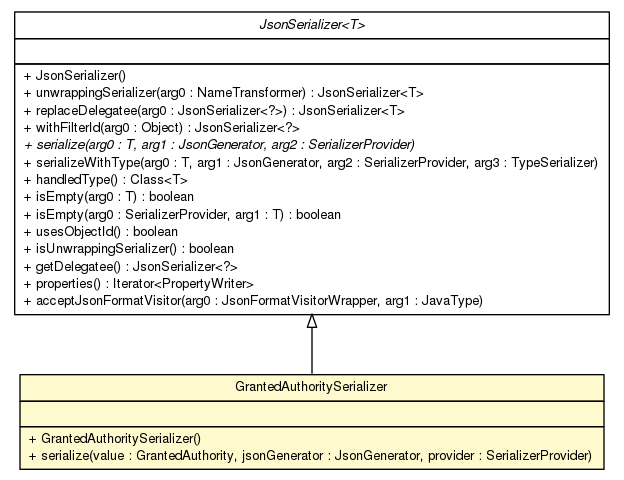 JsonSerializer<T>
+ JsonSerializer()
+ unwrappingSerializer(arg0 : NameTransformer) : JsonSerializer<T>
+ replaceDelegatee(arg0 : JsonSerializer<?>) : JsonSerializer<T>
+ withFilterId(arg0 : Object) : JsonSerializer<?>
+ serialize(arg0 : T, arg1 : JsonGenerator, arg2 : SerializerProvider)
+ serializeWithType(arg0 : T, arg1 : JsonGenerator, arg2 : SerializerProvider, arg3 : TypeSerializer)
+ handledType() : Class<T>
+ isEmpty(arg0 : T) : boolean
+ isEmpty(arg0 : SerializerProvider, arg1 : T) : boolean
+ usesObjectId() : boolean
+ isUnwrappingSerializer() : boolean
+ getDelegatee() : JsonSerializer<?>
+ properties() : Iterator<PropertyWriter>
+ acceptJsonFormatVisitor(arg0 : JsonFormatVisitorWrapper, arg1 : JavaType)
GrantedAuthoritySerializer
+ GrantedAuthoritySerializer()
+ serialize(value : GrantedAuthority, jsonGenerator : JsonGenerator, provider : SerializerProvider)